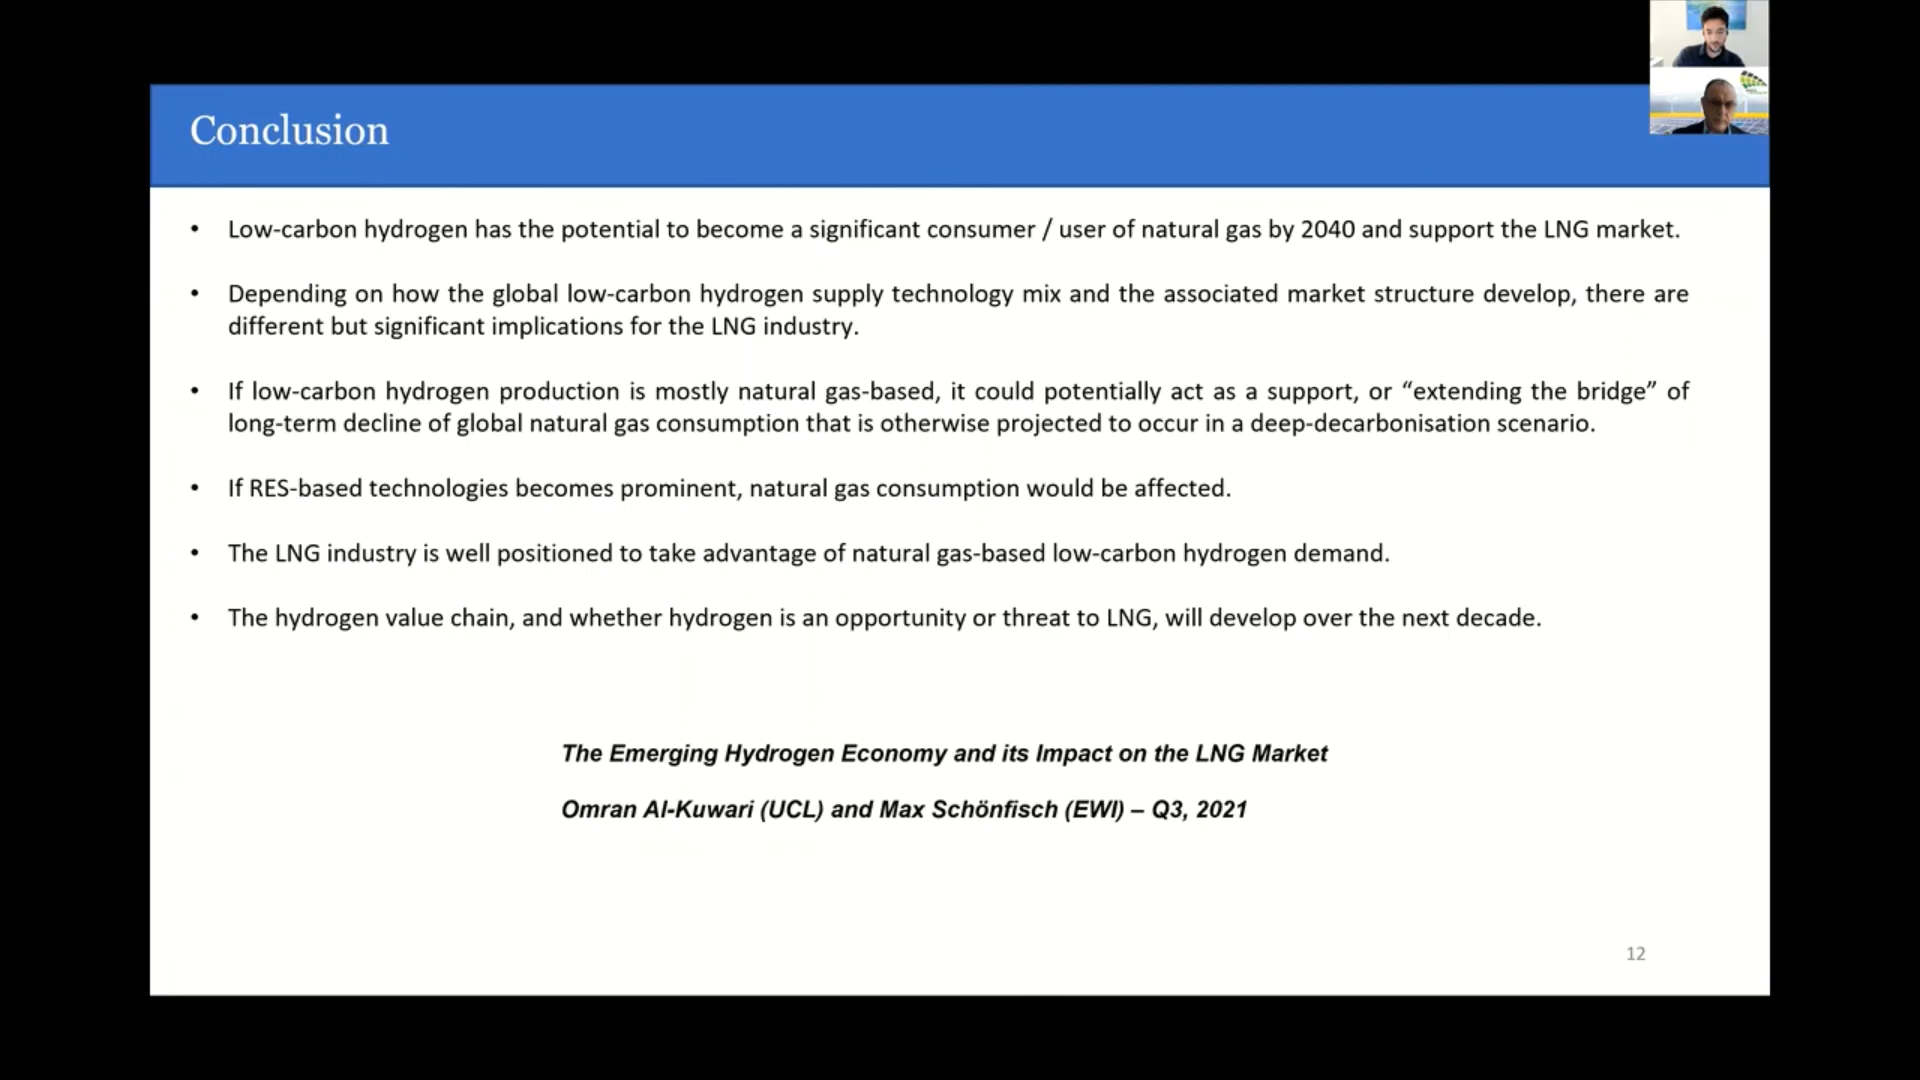 Conclusion
• Low-carbon hydrogen has the potential to become a significant consumer / user of natural gas by 2040 and support the LNG market.
• Depending on how the global low-carbon hydrogen supply technology mix and the associated market structure develop, there are
different but significant implications for the LNG industry.
• If low-carbon hydrogen production is mostly natural gas-based, it could potentially act as a support, or “extending the bridge” of
long-term decline of global natural gas consumption that is otherwise projected to occur in a deep-decarbonisation scenario.
• If RES-based technologies becomes prominent, natural gas consumption would be affected.
• The LNG industry is well positioned to take advantage of natural gas-based low-carbon hydrogen demand.
• The hydrogen value chain, and whether hydrogen is an opportunity or threat to LNG, will develop over the next decade.
The Emerging Hydrogen Economy and its Impact on the LNG Market
Omran Al-Kuwari (UCL) and Max Schönfisch (EWI) – Q3, 2021
12